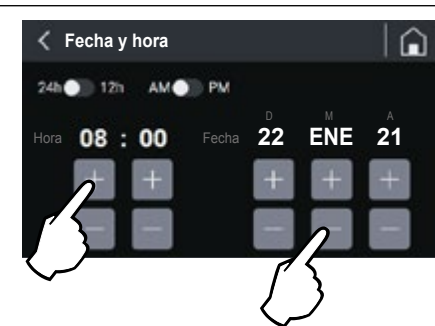 Fecha y hora
24h 12h AM PM
D M A
Hora 08 : 00 Fecha 22 ENE 21
+ + + + +
- - - - -